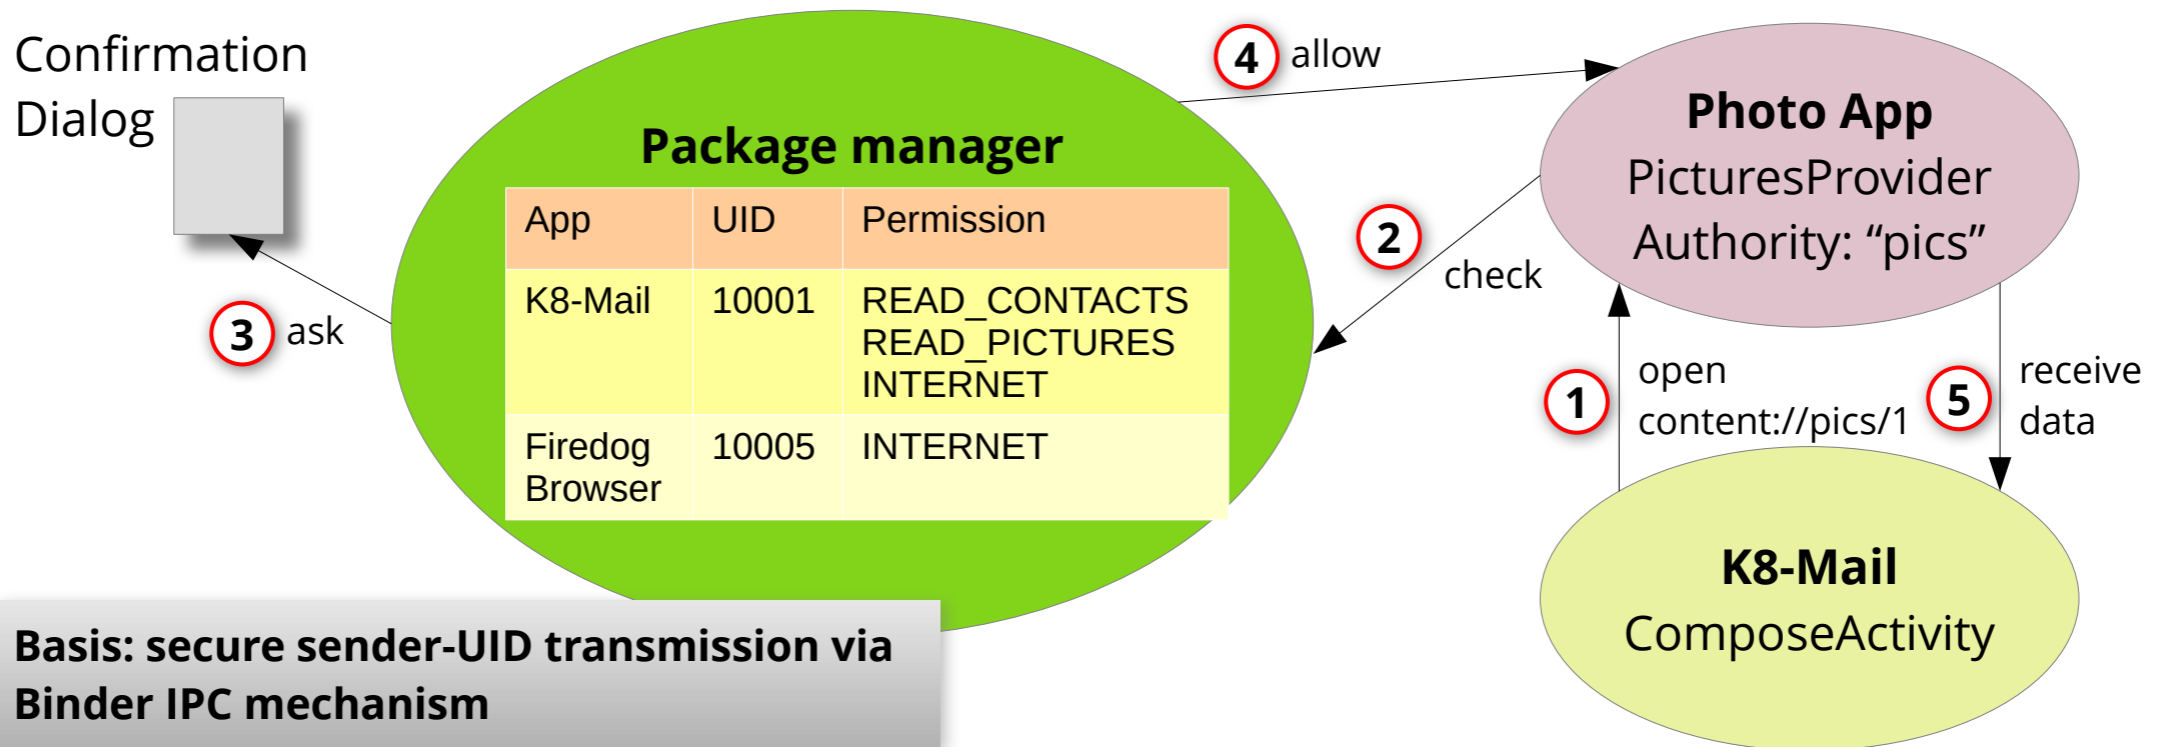 Confirmation
Dialog
3 ask
Package manager
App UID Permission
K8-Mail 10001 READ_CONTACTS
READ_PICTURES
INTERNET
Firedog 10005 INTERNET
Browser
4 allow
2
check
Photo App
PicturesProvider
Authority: “pics”
1 open
content://pics/1
5 receive
data
K8-Mail
ComposeActivity
Basis: secure sender-UID transmission via
Binder IPC mechanism